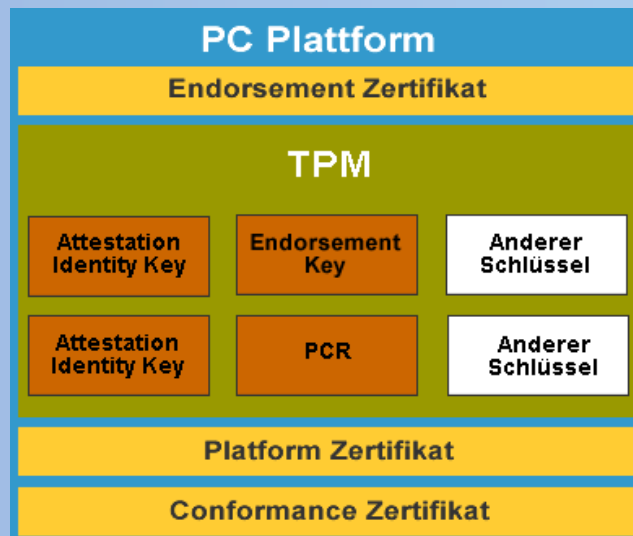 PC Plattform
Endorsement Zertifikat
TPM
Attestation
Identity Key
Endorsement
Key
Anderer
Schlüssel
Attestation
Identity Key
PCR
Anderer
Schlüssel
Platform Zertifikat
Conformance Zertifikat